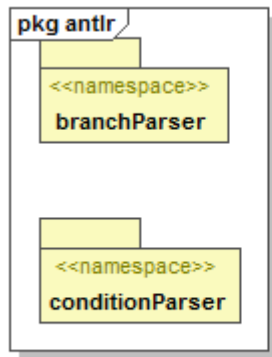 pkg antlr
<<namespace>>
branchParser
<<namespace>>
conditionParser